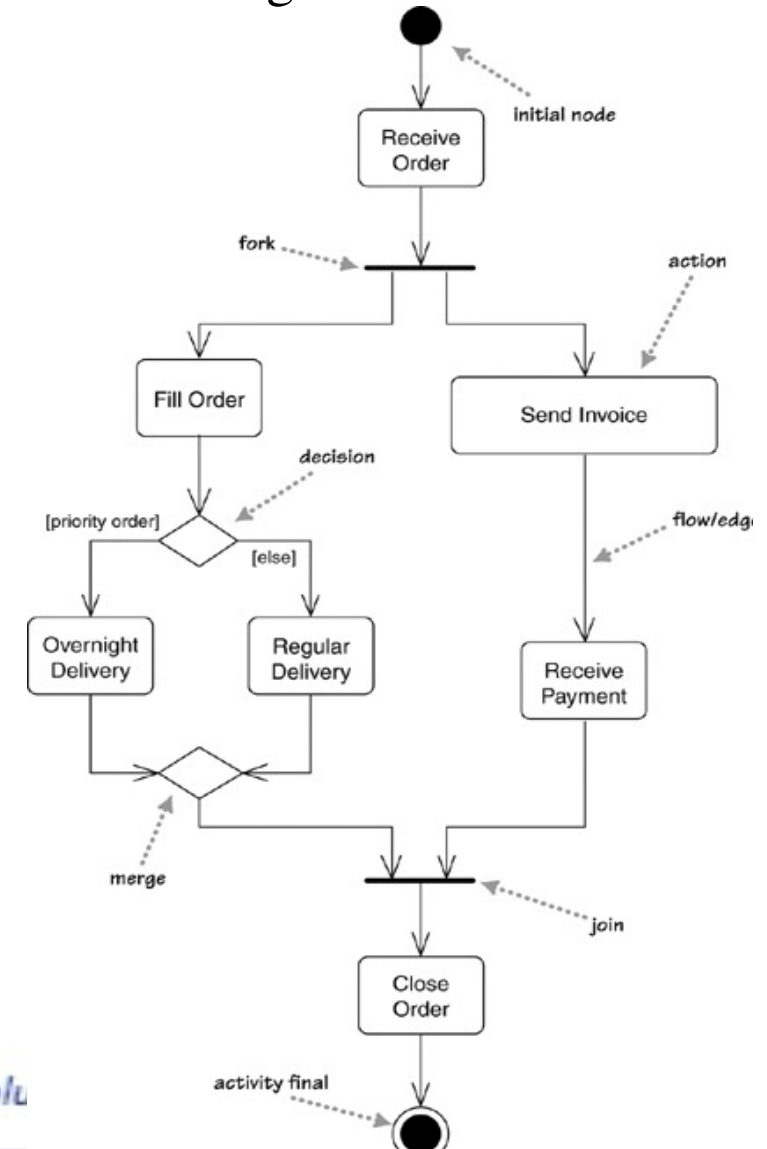 initial node
Receive
Order
fork
action
Fill Order
Send Invoice
decision
[priority order]
[else]
flow/edg
Overnight
Delivery
Regular
Delivery
Receive
Payment
merge
join
Close
Order
activity final